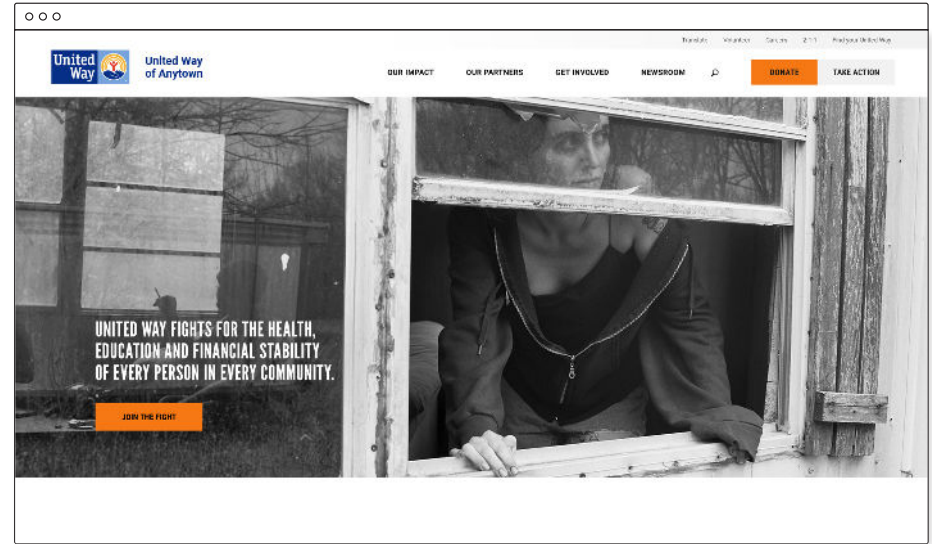 Translate Volunteer Careers 2-1-1 Find your United Way
United
Way
United Way
of Anytown
OUR IMPACT OUR PARTNERS GET INVOLVED NEWSROOM DONATE TAKE ACTION
UNITED WAY FIGHTS FOR THE HEALTH,
EDUCATION AND FINANCIAL STABILITY
OF EVERY PERSON IN EVERY COMMUNITY.
JOIN THE FIGHT